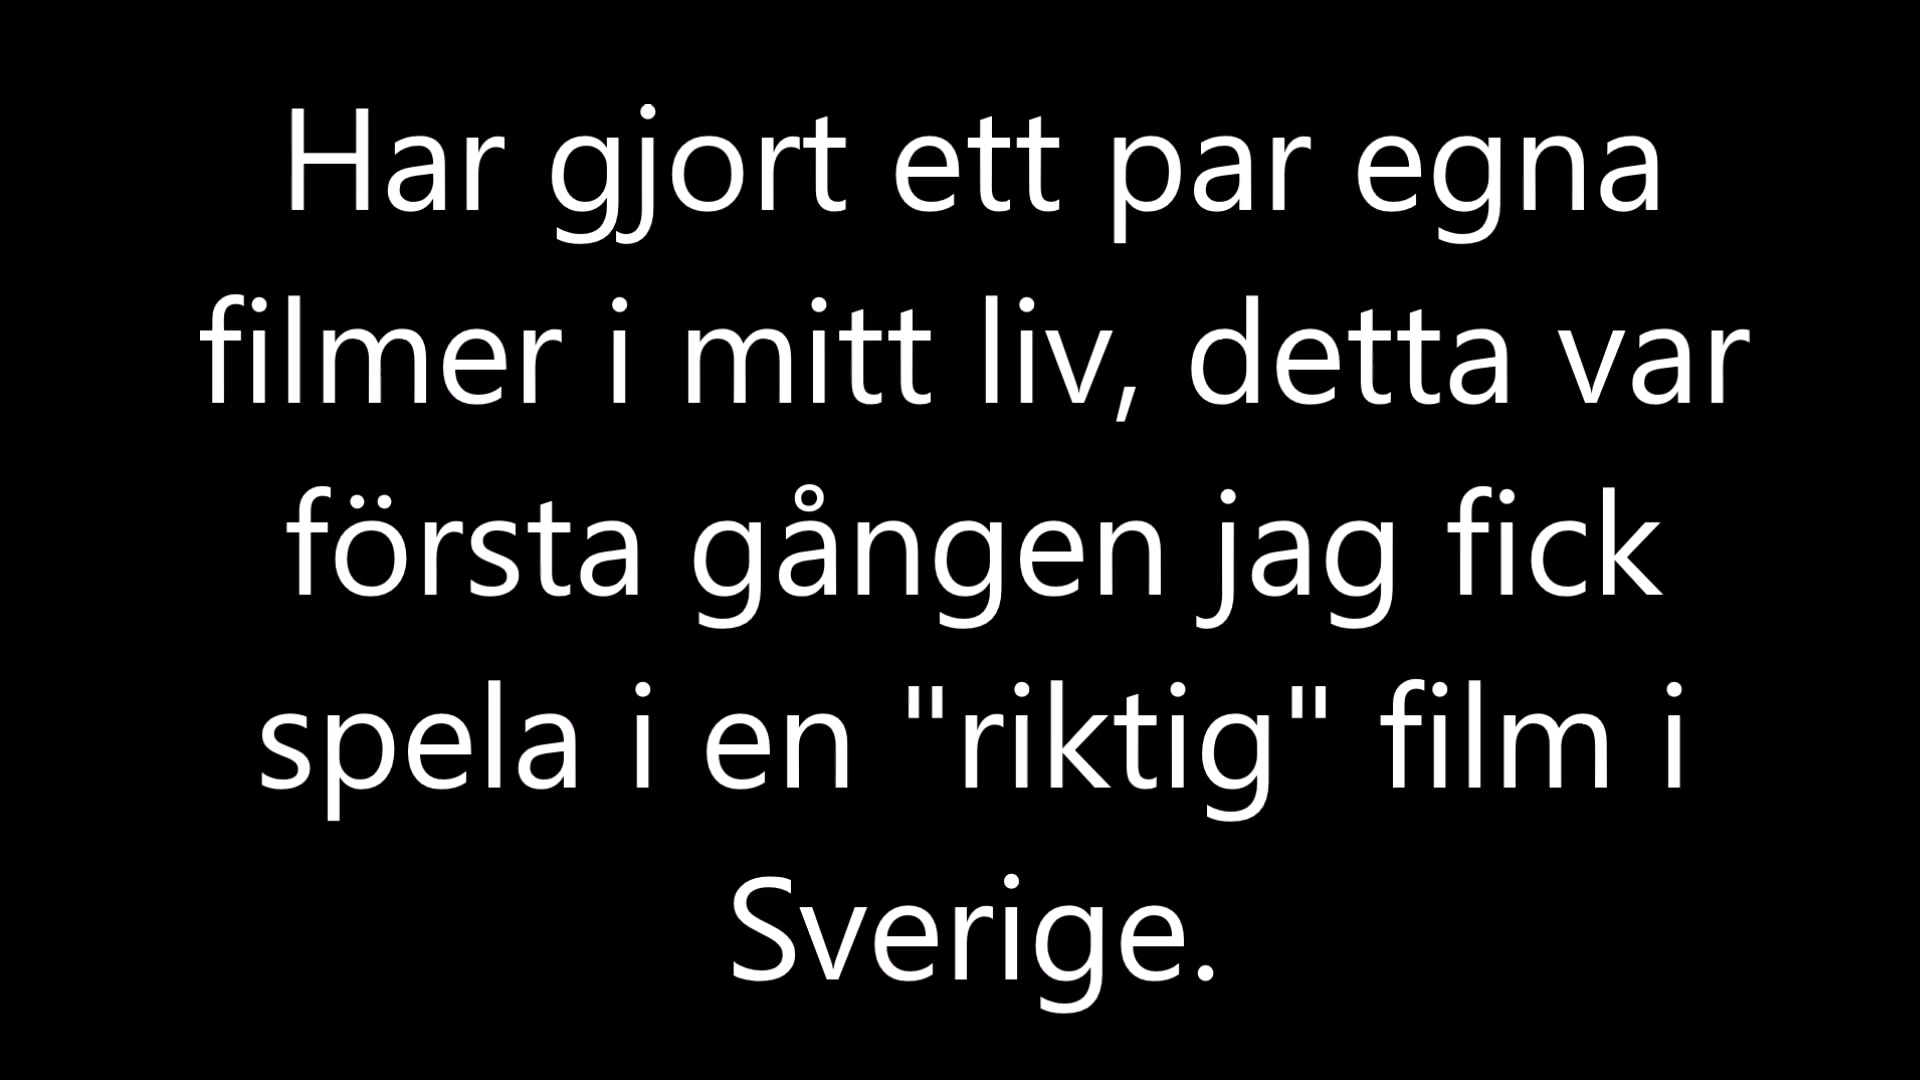 Har gjort ett par egna
filmer i mitt liv, detta var
första gången jag fick
spela i en "riktig" film i
Sverige.